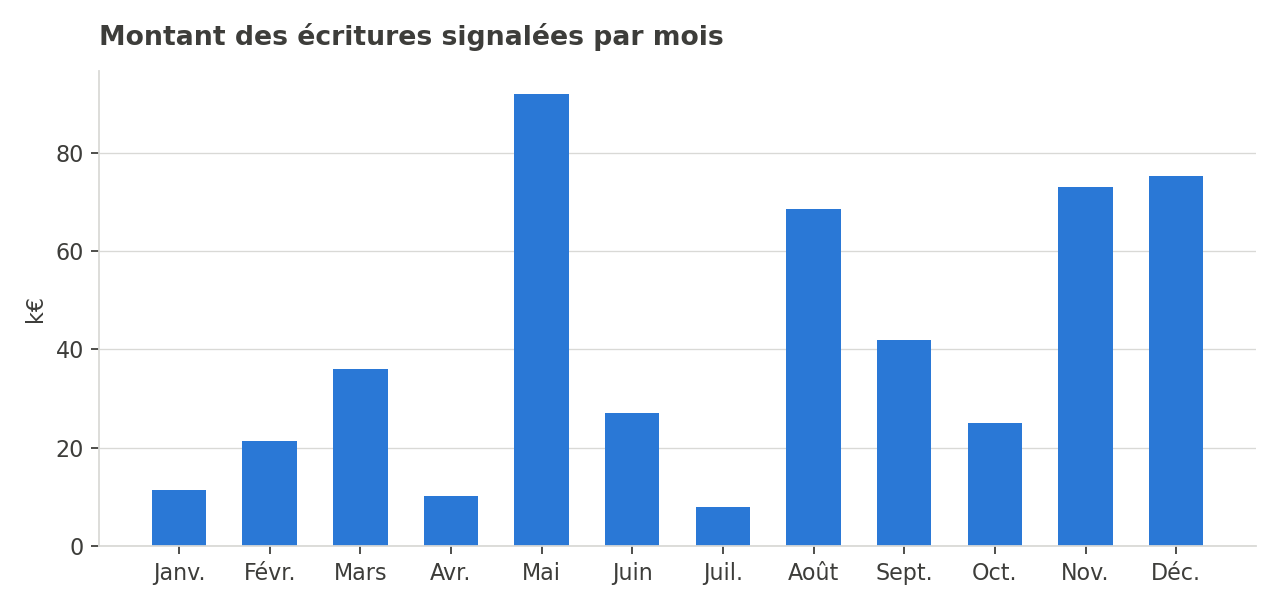 Montant des écritures signalées par mois
k€
80
60
40
20
0
Janv. Févr. Mars Avr. Mai Juin Juil. Août Sept. Oct. Nov. Déc.